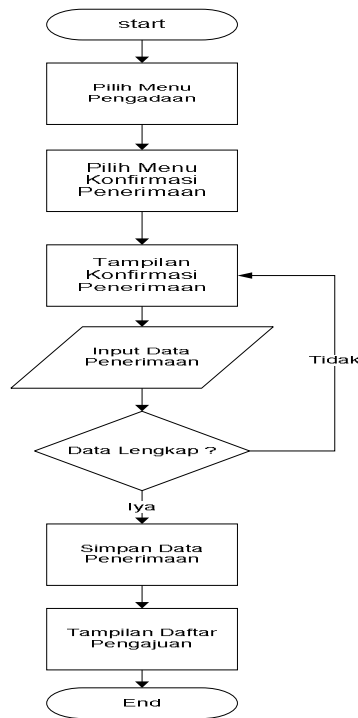 start
Pilih Menu
Pengadaan
Pilih Menu
Konfirmasi
Penerimaan
Tampilan
Konfirmasi
Penerimaan
Input Data
Penerimaan
Tidak
Data Lengkap ?
Iya
Simpan Data
Penerimaan
Tampilan Daftar
Pengajuan
End